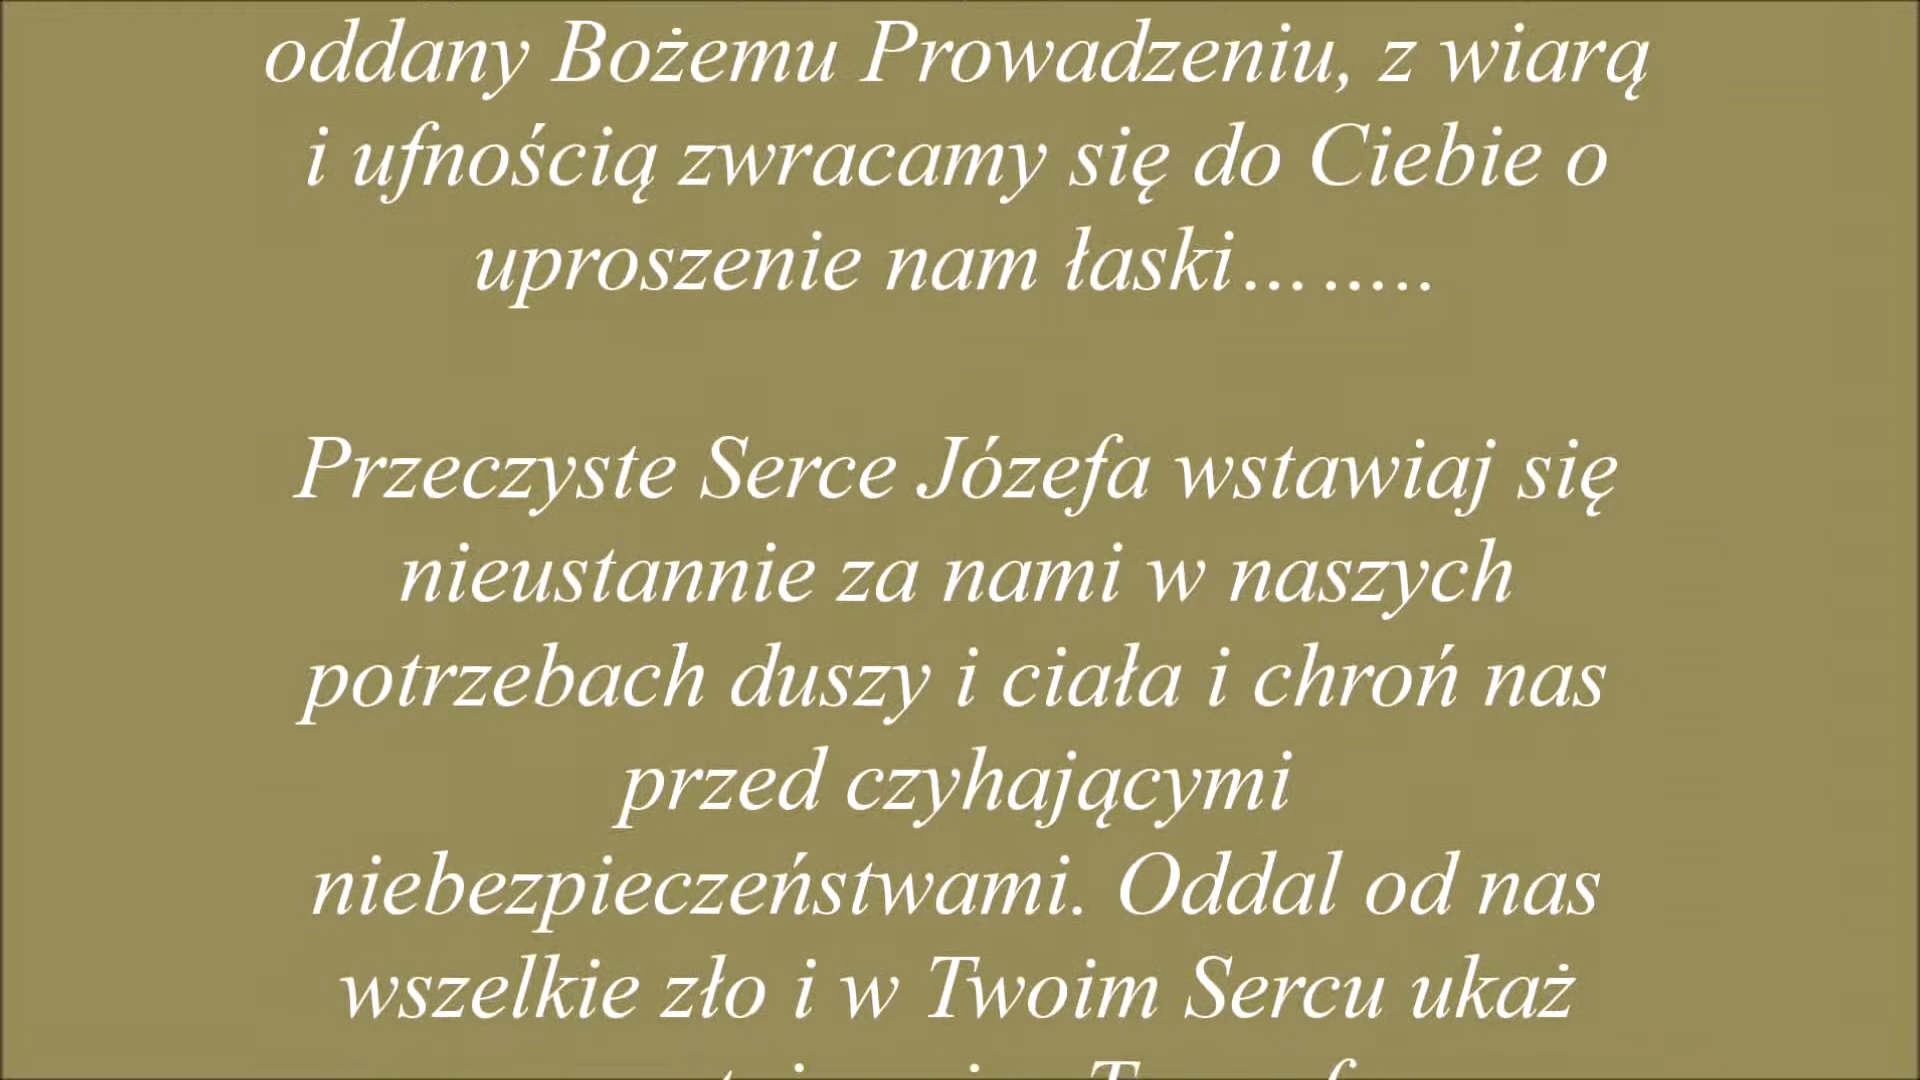 oddany Bożemu Prowadzeniu, z wiarą
i ufnością zwracamy się do Ciebie o
uproszenie nam łaski……..
Przeczyste Serce Józefa wstawiaj się
nieustannie za nami w naszych
potrzebach duszy i ciała i chroń nas
przed czyhającymi
niebezpieczeństwami. Oddal od nas
wszelkie zło i w Twoim Sercu ukaż